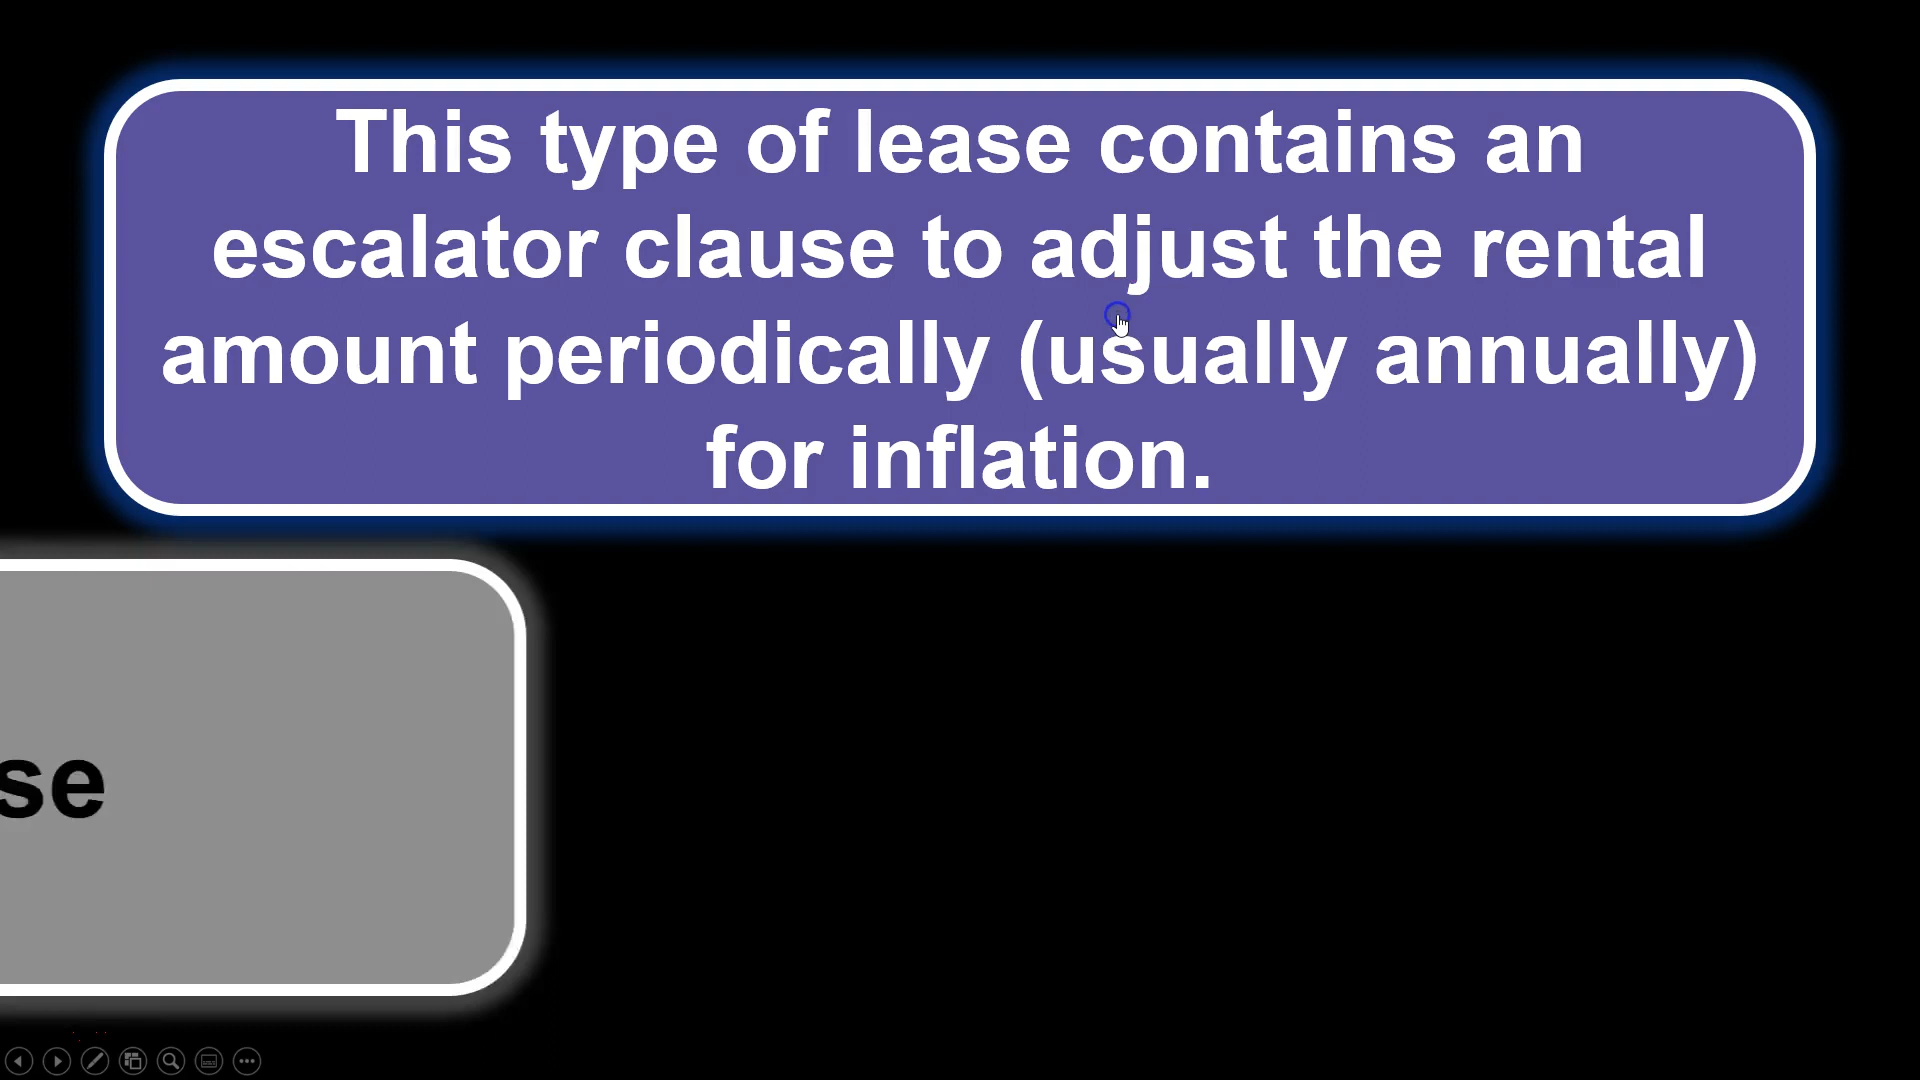 This type of lease contains an
escalator clause to adjust the rental
amount periodically (usually annually)
for inflation.
se